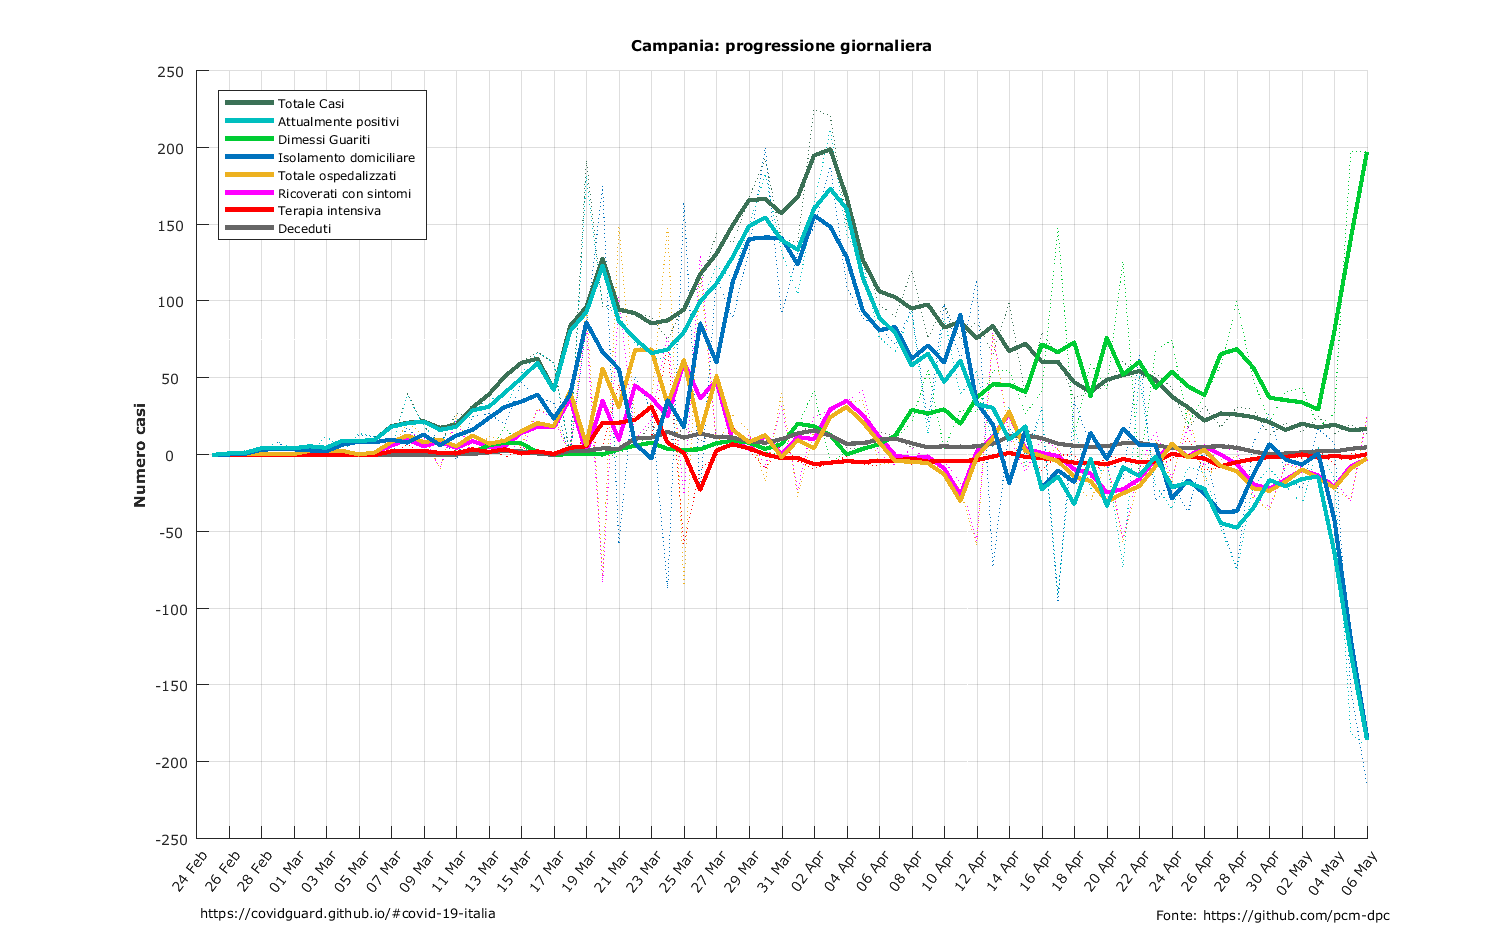 Campania: progressione giornaliera
Numero casi
250
200
150
100
50
0
-50
-100
-150
-200
-250
Totale Casi
Attualmente positivi
Dimessi Guariti
Isolamento domiciliare
Totale ospedalizzati
Ricoverati con sintomi
Terapia intensiva
Deceduti
24 Feb
26 Feb
28 Feb
01 Mar
03 Mar
05 Mar
07 Mar
09 Mar
11 Mar
13 Mar
15 Mar
17 Mar
19 Mar
21 Mar
23 Mar
25 Mar
27 Mar
29 Mar
31 Mar
02 Apr
04 Apr
06 Apr
08 Apr
10 Apr
12 Apr
14 Apr
16 Apr
18 Apr
20 Apr
22 Apr
24 Apr
26 Apr
28 Apr
30 Apr
02 May
04 May
06 May
https://covidguard.github.io/#covid-19-italia
Fonte: https://github.com/pcm-dpc